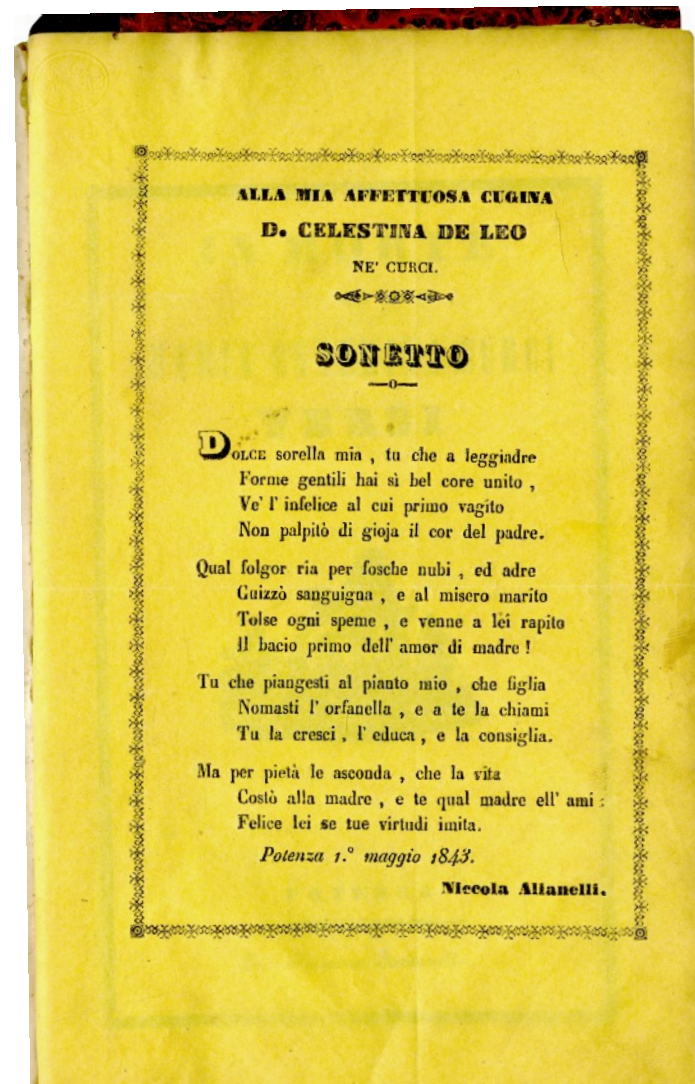 ALLA MIA AFFETTUOSA CUGINA
D. CELESTINA DE LEO
NE' CURCI.
SONETTO
DOLCE sorella mia , tu che a leggiadre
Forme gentili hai sì bel core unito ,
Ve' l' infelice al cui primo vagito
Non palpitò di gioja il cor del padre.
Qual folgor ria per fosche nubi , ed adre
Guizzò sanguigna , e al misero marito
Tolse ogni speme , e venne a lei rapito
Il bacio primo dell' amor di madre !
Tu che piangesti al pianto mio , che figlia
Nomasti l' orfanella , e a te la chiami
Tu la cresci , l' educa , e la consiglia.
Ma per pietà le asconda , che la vita
Costò alla madre , e te qual madre ell' ami :
Felice lei se tue virtudi imita.
Potenza 1.° maggio 1843.
Niccola Alianelli.